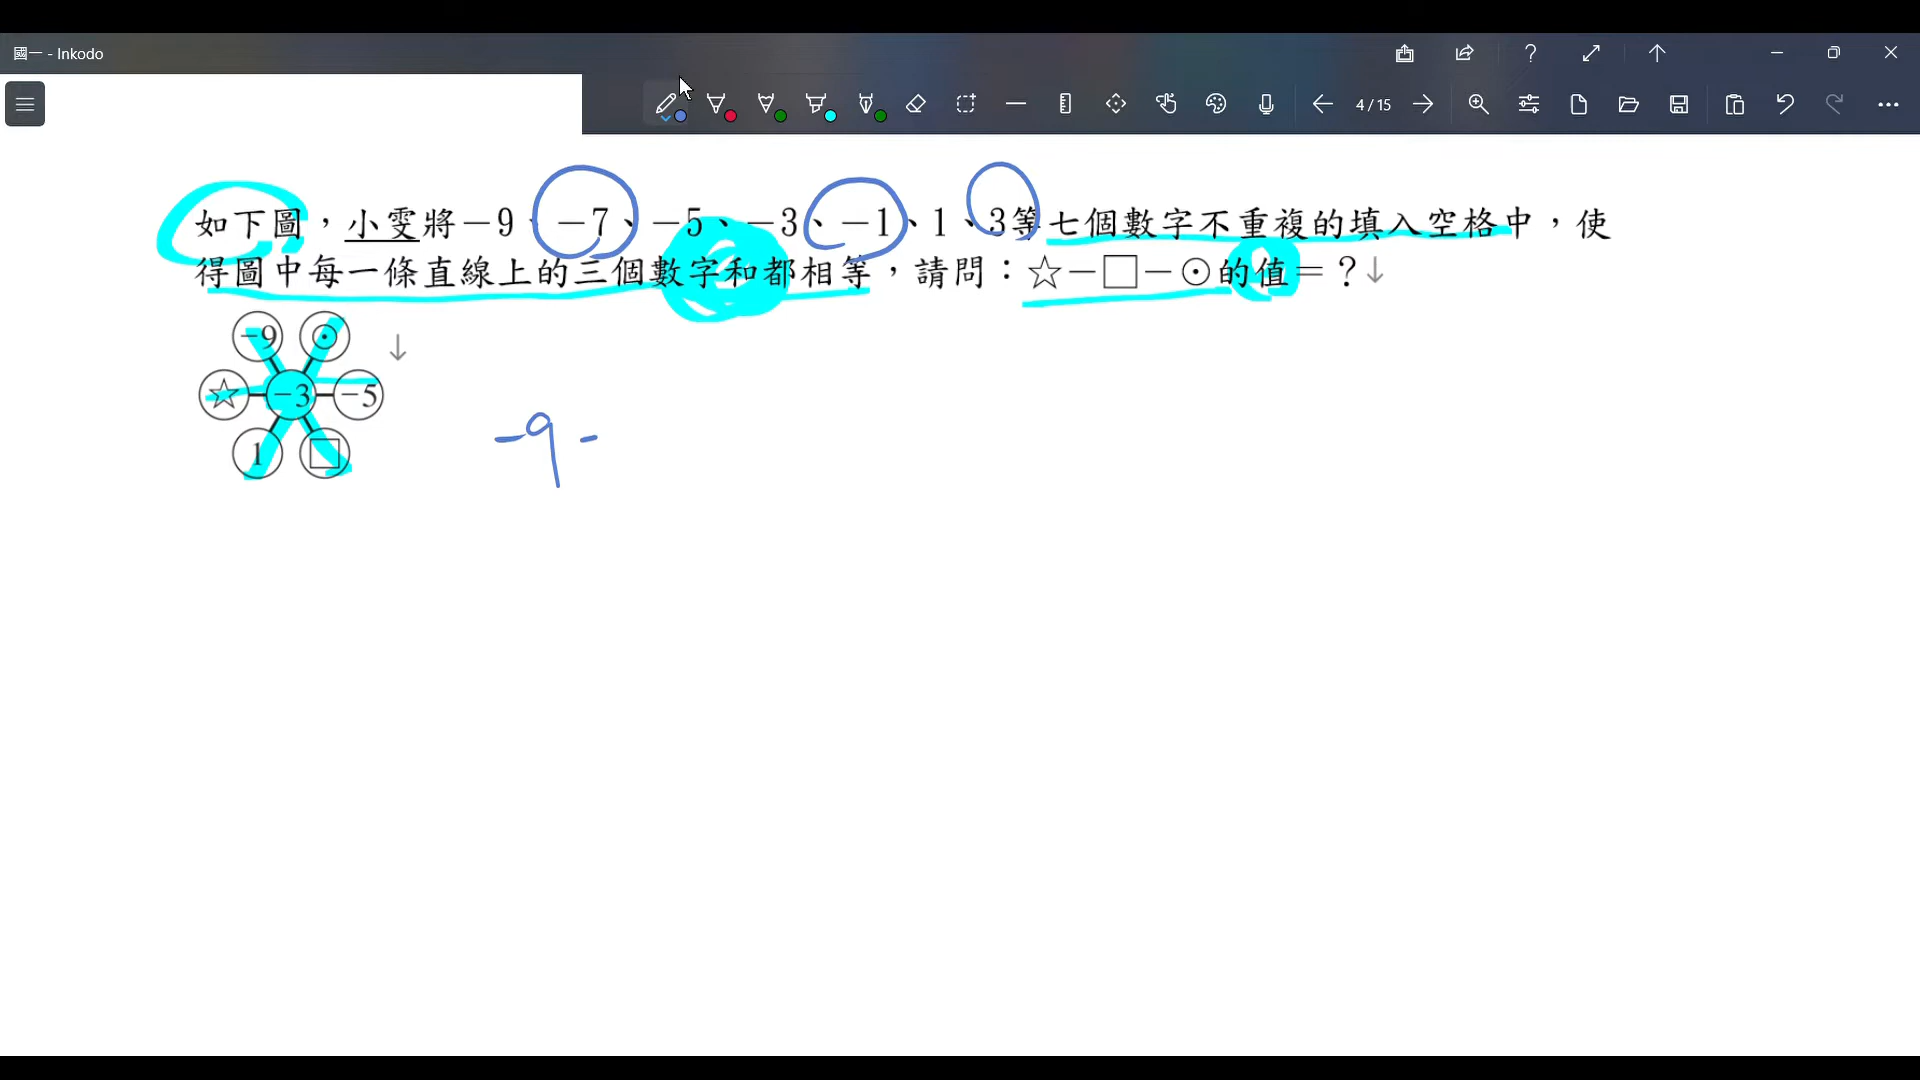 國一 - Inkodo
4 / 15
如下圖，小雯將－9、－7、－5、－3、－1、1、3等七個數字不重複的填入空格中，使
得圖中每一條直線上的三個數字和都相等，請問：☆－□－⊙的值＝？↓
－9 ⊙ ↓
☆ －3 －5
1 □
-9-